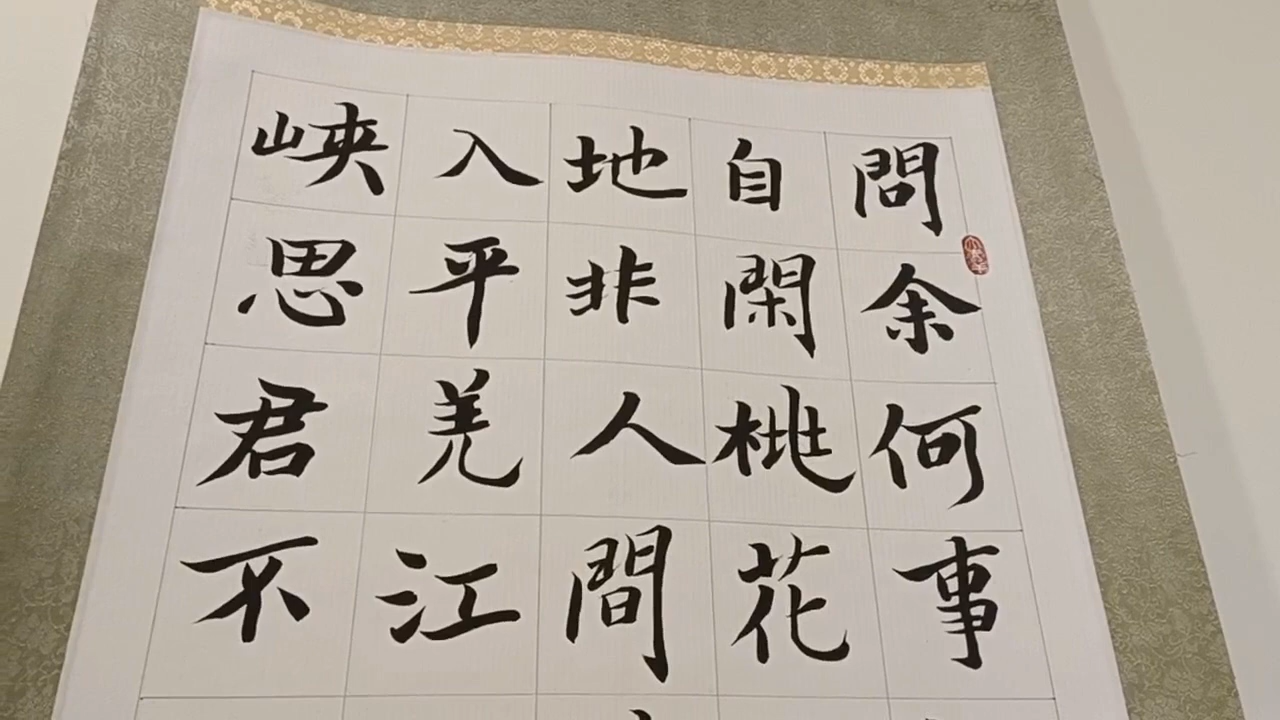 問余何事
自閑桃花
地非人間
入平羌江
峽思君不